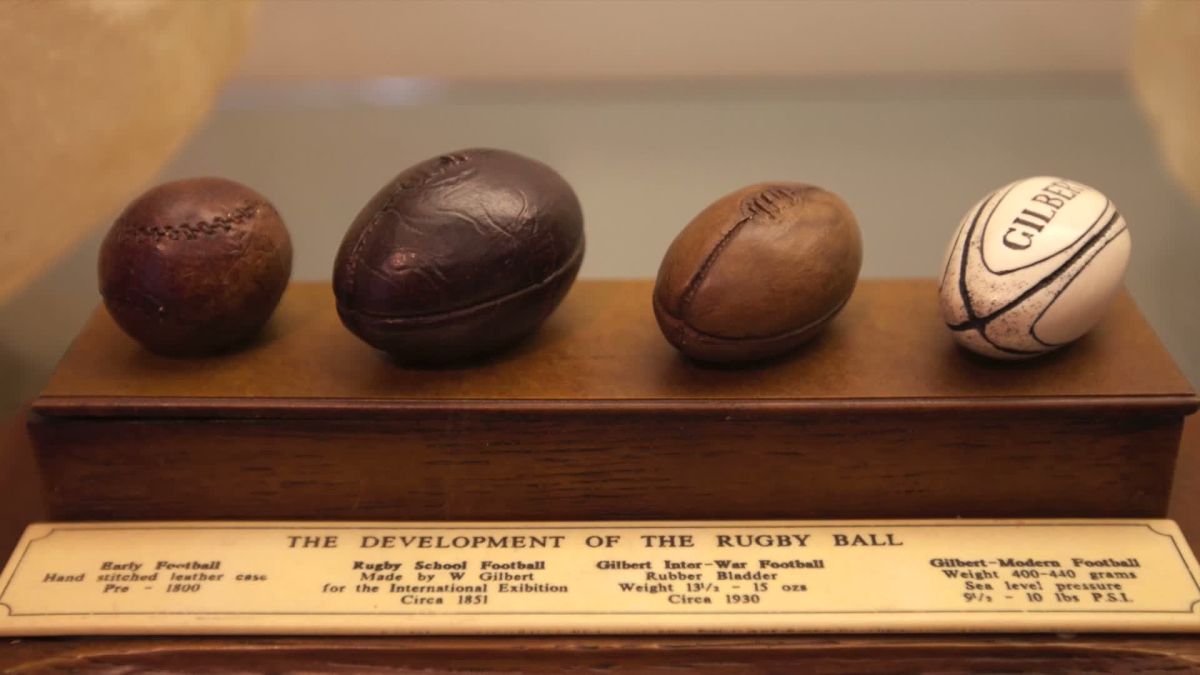 GILBER
THE DEVELOPMENT OF THE RUGBY BALL
Early Football
Hand stitched leather case
Pre - 1800
Rugby School Football
Made by W Gilbert
for the International Exibition
Circa 1851
Gilbert Inter-War Football
Rubber Bladder
Weight 13½ - 15 ozs
Circa 1930
Gilbert-Modern Football
Weight 400-440 grams
Sea level pressure
9½ - 10 lbs P.S.I.